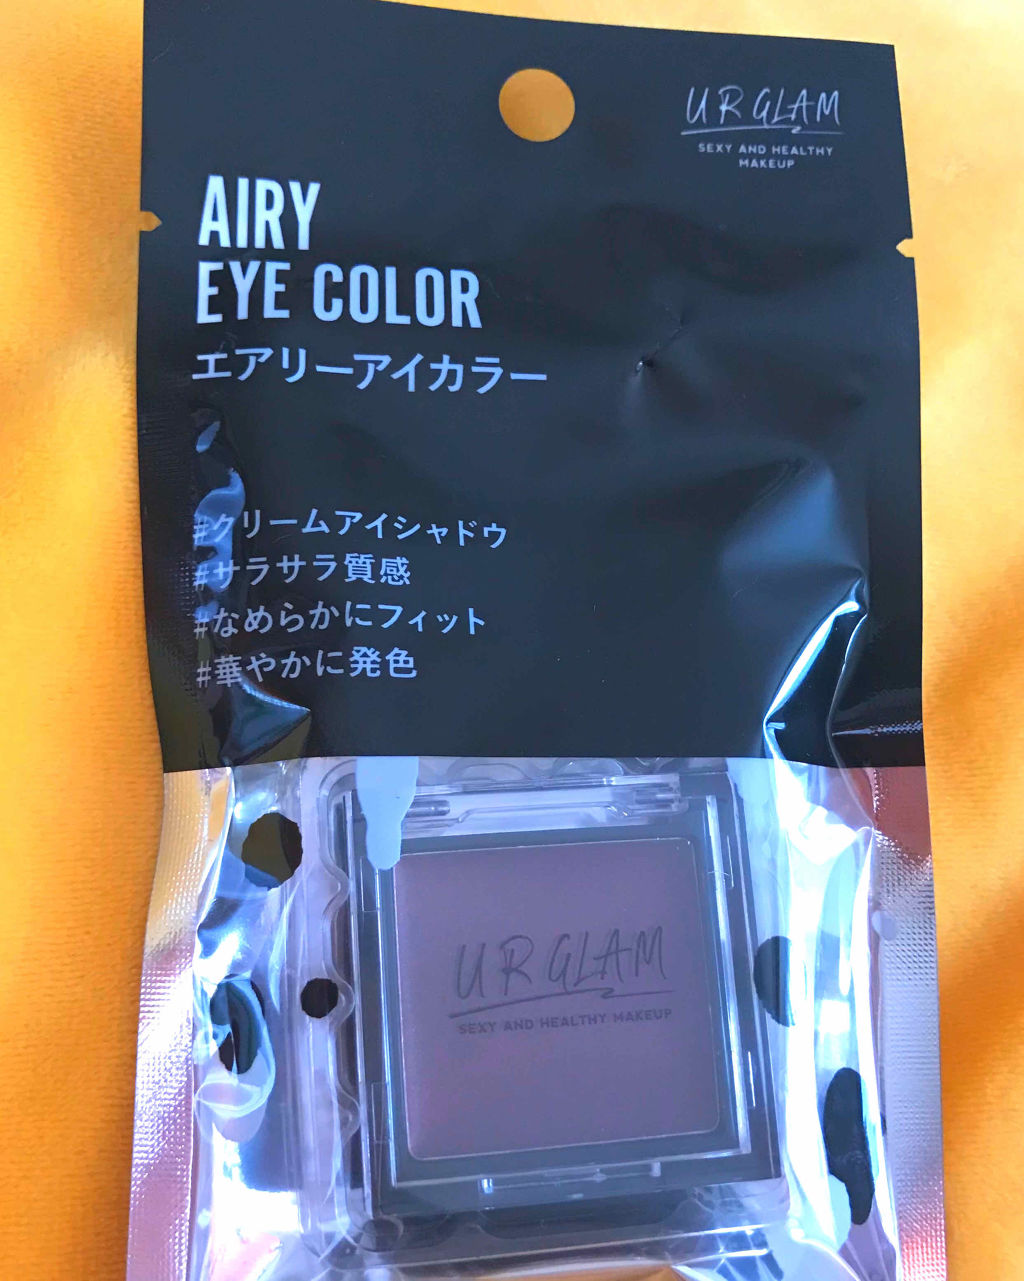 UR GLAM
SEXY AND HEALTHY
MAKEUP
AIRY
EYE COLOR
エアリーアイカラー
#クリームアイシャドウ
#サラサラ質感
#なめらかにフィット
#華やかに発色
UR GLAM
SEXY AND HEALTHY MAKEUP